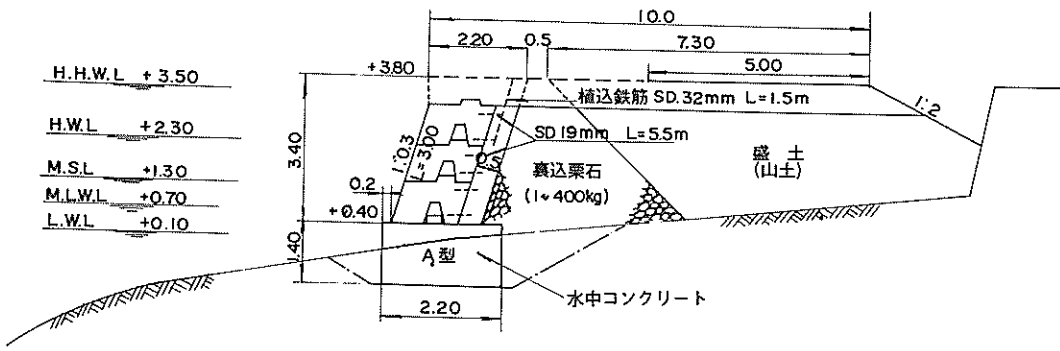 10.0
2.20 0.5 7.30
5.00
H.H.W.L +3.50
+3.80
植込鉄筋 SD.32mm L=1.5m
1:2
H.W.L +2.30
SD 19mm L=5.5m
1:0.3
L=3.00
3.40
盛土
(山土)
M.S.L +1.30
裏込栗石
(1~400kg)
0.2
M.L.W.L +0.70
+0.40
L.W.L +0.10
1.40
型
水中コンクリート
2.20